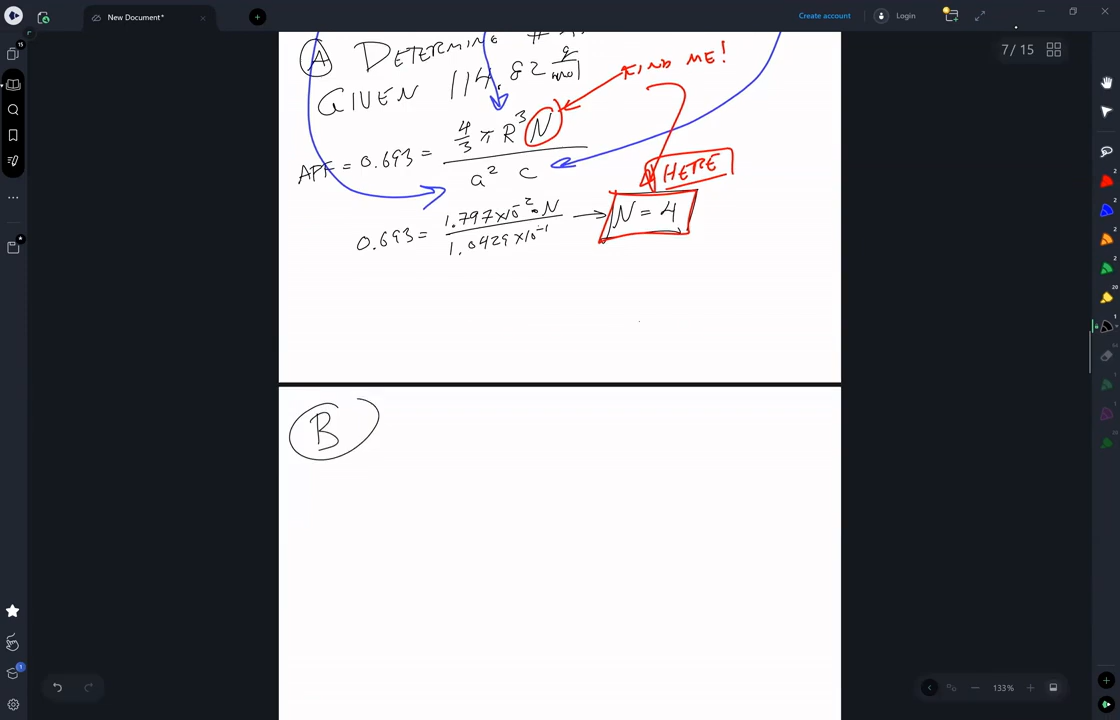 New Document*
Create account
Login
7 / 15
A DETERMINE #
GIVEN 114.82 g/mol
FIND ME!
APF = 0.693 = 4/3 π R³ N / a² c
HERE
0.693 = 1.797×10⁻²·N / 1.0429×10⁻¹ → N = 4
B
133%